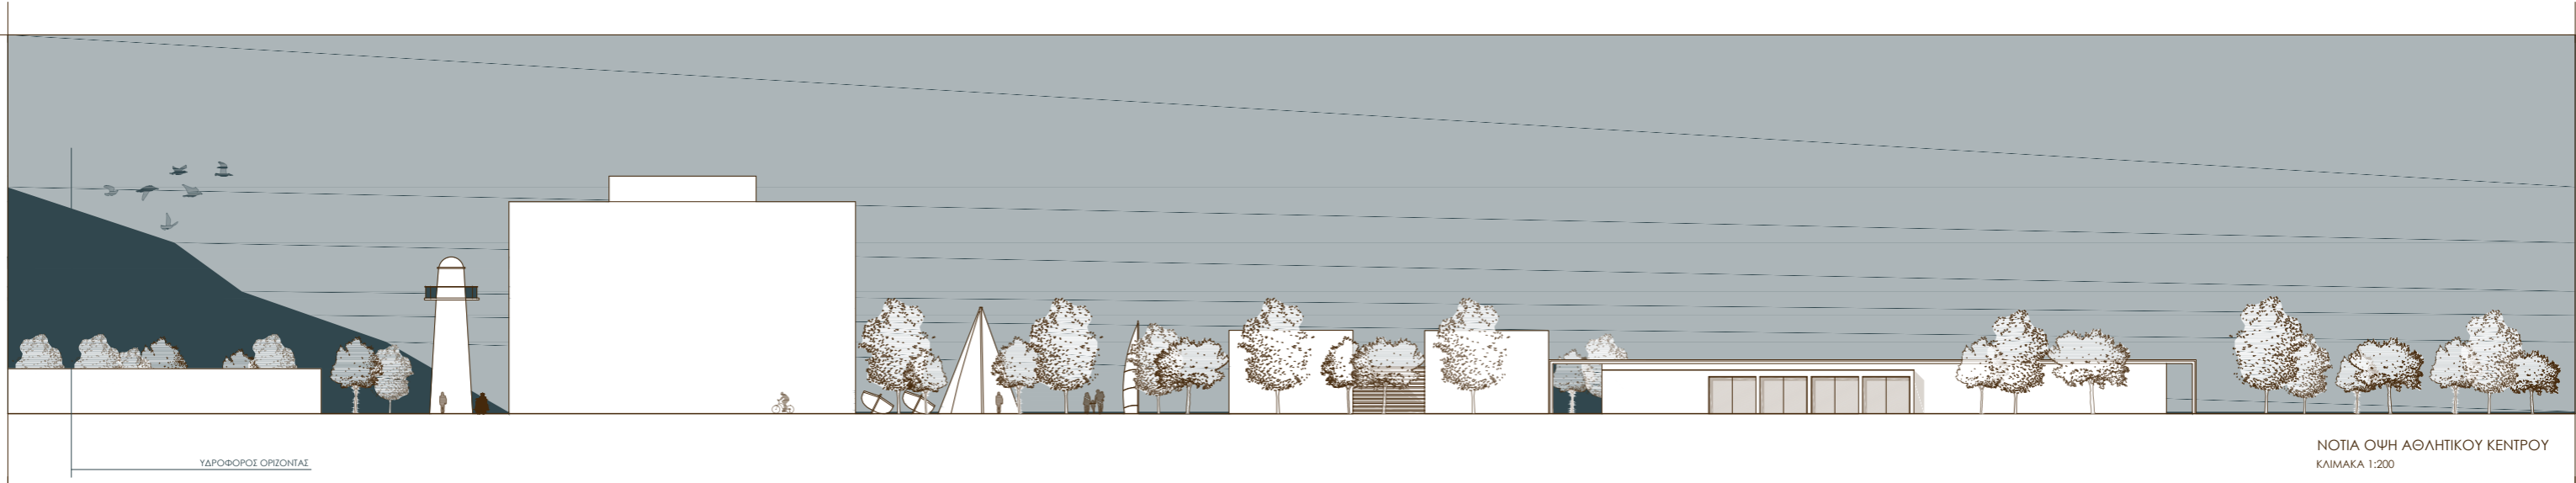 ΥΔΡΟΦΟΡΟΣ ΟΡΙΖΟΝΤΑΣ
ΝΟΤΙΑ ΟΨΗ ΑΘΛΗΤΙΚΟΥ ΚΕΝΤΡΟΥ
ΚΛΙΜΑΚΑ 1:200